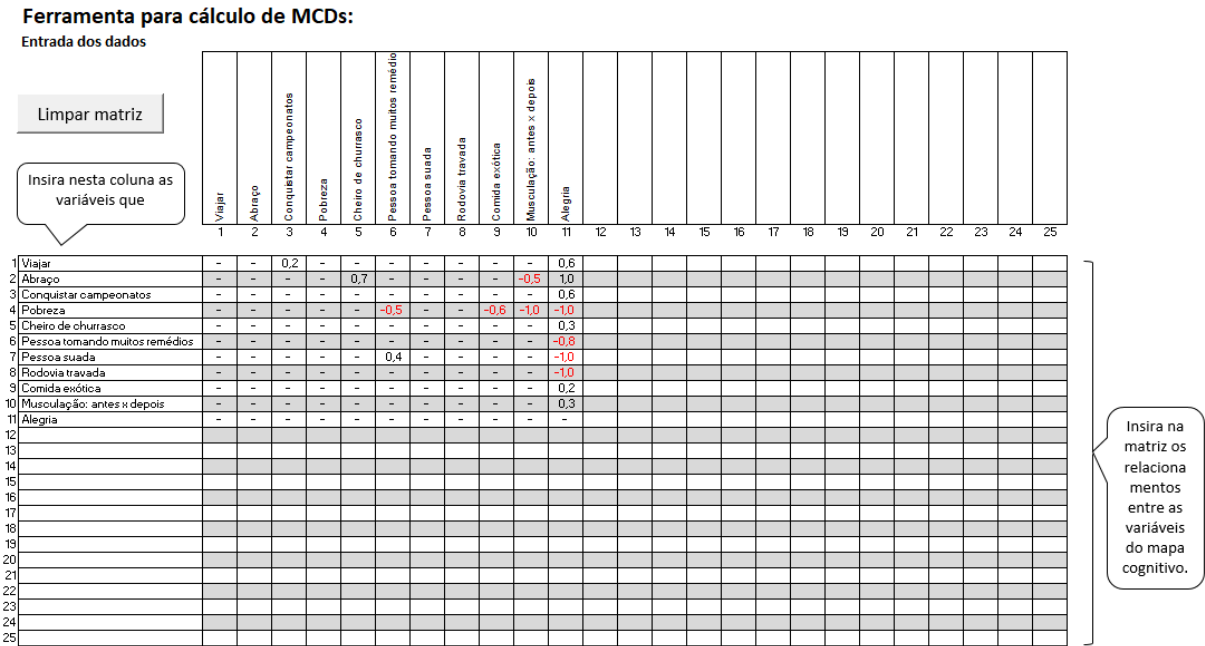 Ferramenta para cálculo de MCDs:
Entrada dos dados
Limpar matriz
Insira nesta coluna as
variáveis que
Viajar
Abraço
Conquistar campeonatos
Pobreza
Cheiro de churrasco
Pessoa tomando muitos remédio
Pessoa suada
Rodovia travada
Comida exótica
Musculação: antes x depois
Alegria
1 2 3 4 5 6 7 8 9 10 11 12 13 14 15 16 17 18 19 20 21 22 23 24 25
1 Viajar - - 0,2 - - - - - - - 0,6
2 Abraço - - - - 0,7 - - - - -0,5 1,0
3 Conquistar campeonatos - - - - - - - - - - 0,6
4 Pobreza - - - - - -0,5 - - -0,6 -1,0 -1,0
5 Cheiro de churrasco - - - - - - - - - - 0,3
6 Pessoa tomando muitos remédios - - - - - - - - - - -0,8
7 Pessoa suada - - - - - 0,4 - - - - -1,0
8 Rodovia travada - - - - - - - - - - -1,0
9 Comida exótica - - - - - - - - - - 0,2
10 Musculação: antes x depois - - - - - - - - - - 0,3
11 Alegria - - - - - - - - - - -
12
13
14
15
16
17
18
19
20
21
22
23
24
25
Insira na
matriz os
relaciona
mentos
entre as
variáveis
do mapa
cognitivo.